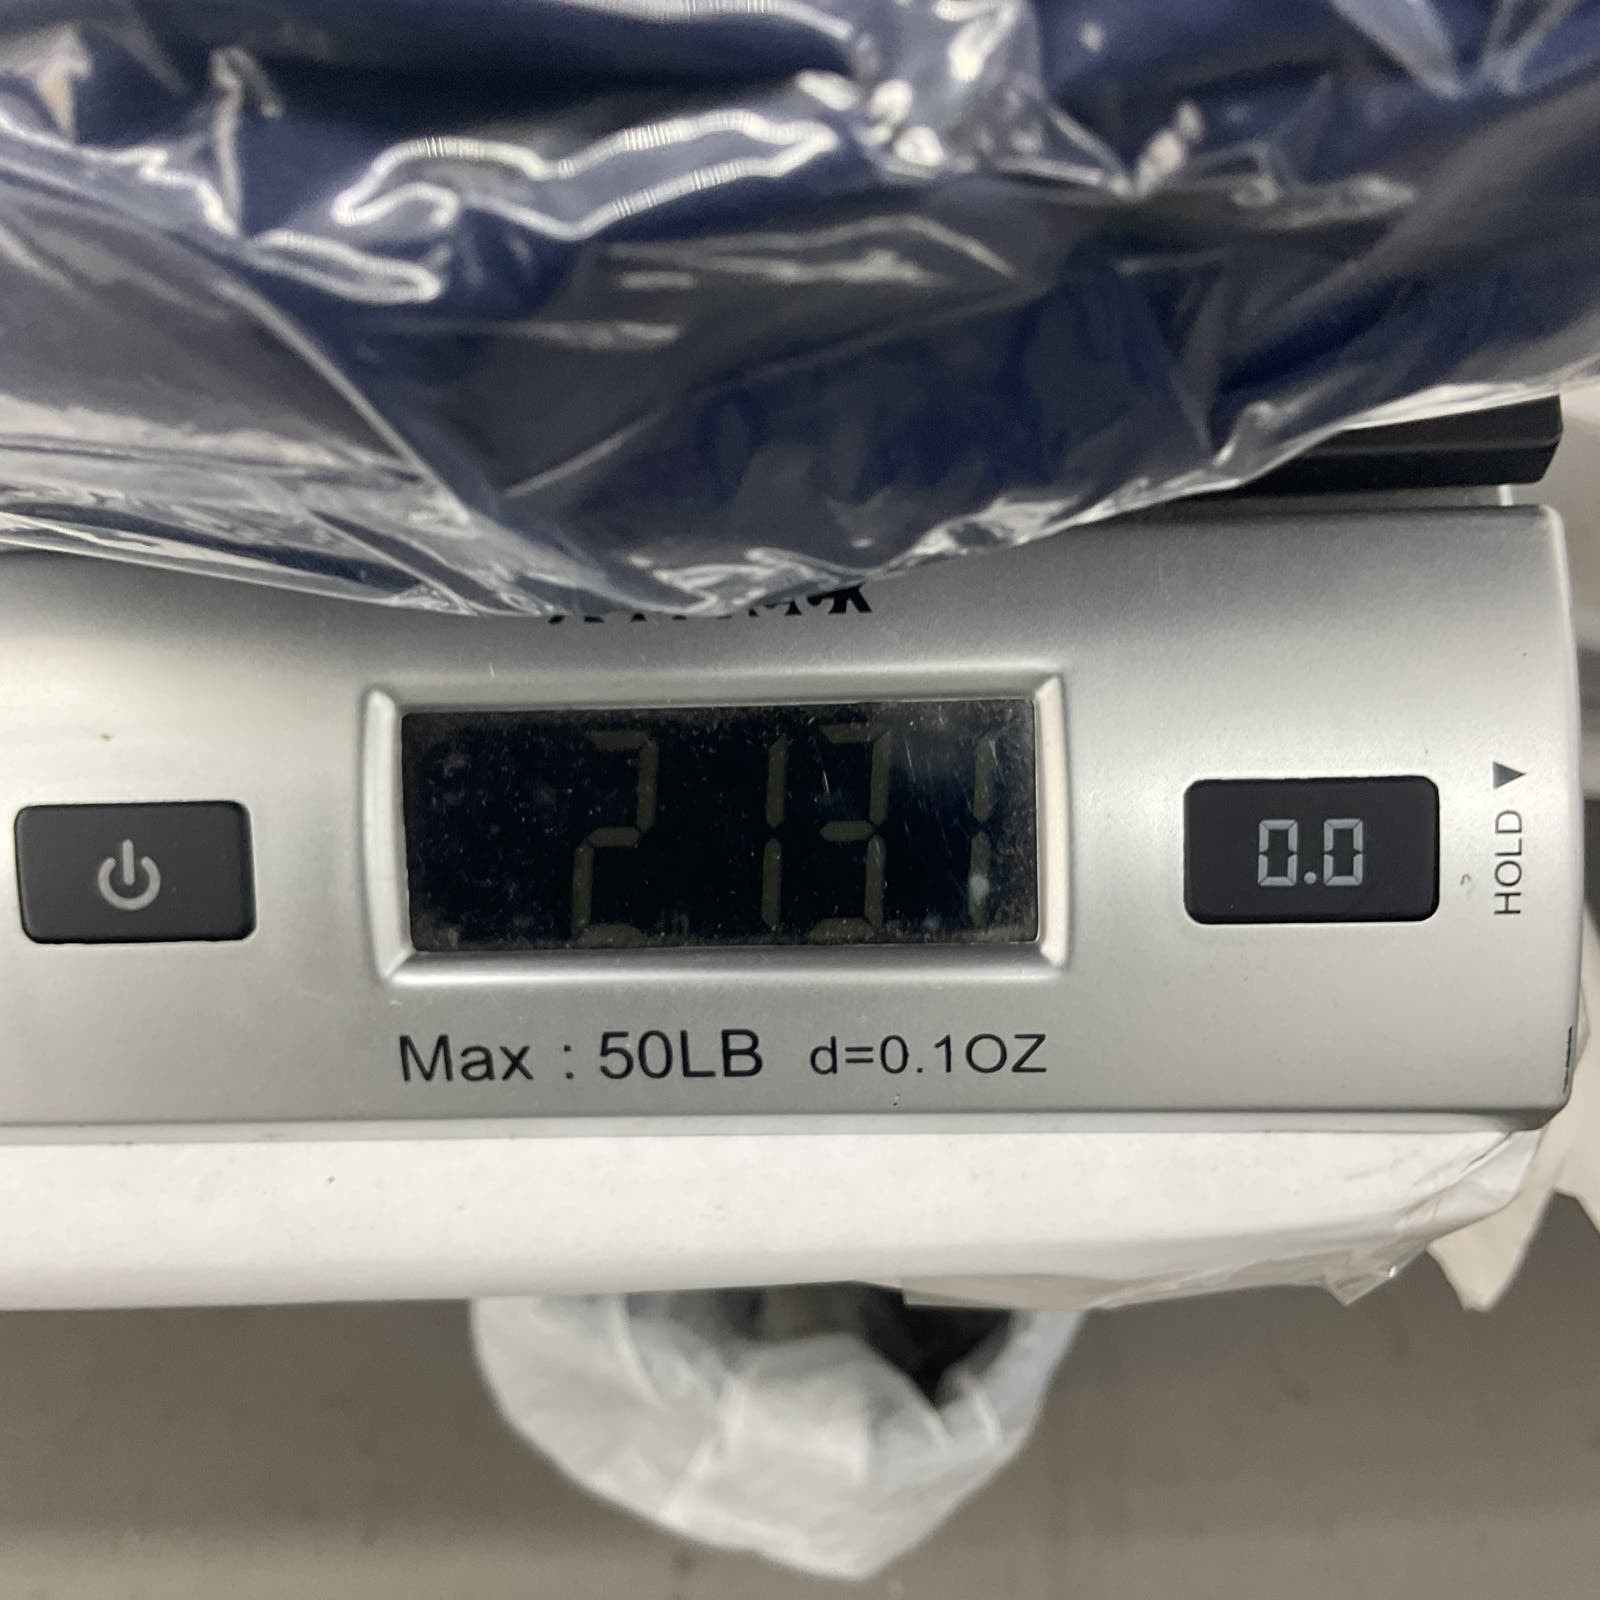 2 13 1
0.0
HOLD ▼
Max : 50LB d=0.1OZ